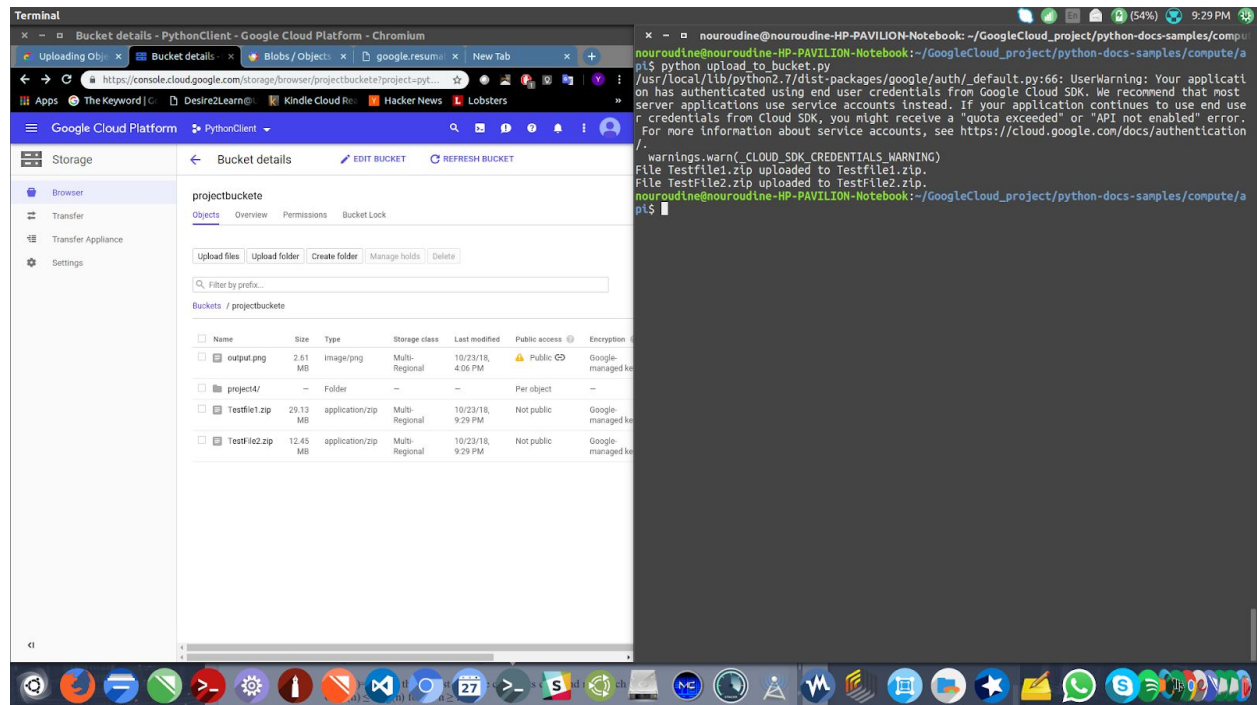 Terminal
En (54%) 9:29 PM
Bucket details - PythonClient - Google Cloud Platform - Chromium
Uploading Obje × Bucket details - × Blobs / Objects × google.resuma × New Tab ×
https://console.cloud.google.com/storage/browser/projectbuckete?project=pyt...
Apps The Keyword | G Desire2Learn@ Kindle Cloud Rea Hacker News Lobsters »
Google Cloud Platform PythonClient
Storage
Bucket details EDIT BUCKET REFRESH BUCKET
Browser
Transfer
Transfer Appliance
Settings
projectbuckete
Objects Overview Permissions Bucket Lock
Upload files Upload folder Create folder Manage holds Delete
Filter by prefix...
Buckets / projectbuckete
Name Size Type Storage class Last modified Public access Encryption
output.png 2.61 MB image/png Multi-Regional 10/23/18, 4:06 PM Public Google-managed ke
project4/ – Folder – – Per object –
Testfile1.zip 29.13 MB application/zip Multi-Regional 10/23/18, 9:29 PM Not public Google-managed ke
TestFile2.zip 12.45 MB application/zip Multi-Regional 10/23/18, 9:29 PM Not public Google-managed ke
nouroudine@nouroudine-HP-PAVILION-Notebook: ~/GoogleCloud_project/python-docs-samples/compu
nouroudine@nouroudine-HP-PAVILION-Notebook:~/GoogleCloud_project/python-docs-samples/compute/a
pi$ python upload_to_bucket.py
/usr/local/lib/python2.7/dist-packages/google/auth/_default.py:66: UserWarning: Your applicati
on has authenticated using end user credentials from Google Cloud SDK. We recommend that most
server applications use service accounts instead. If your application continues to use end use
r credentials from Cloud SDK, you might receive a "quota exceeded" or "API not enabled" error.
For more information about service accounts, see https://cloud.google.com/docs/authentication
/.
warnings.warn(_CLOUD_SDK_CREDENTIALS_WARNING)
File Testfile1.zip uploaded to Testfile1.zip.
File TestFile2.zip uploaded to TestFile2.zip.
nouroudine@nouroudine-HP-PAVILION-Notebook:~/GoogleCloud_project/python-docs-samples/compute/a
pi$